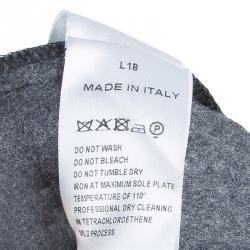 L18
MADE IN ITALY
P
DO NOT WASH
DO NOT BLEACH
DO NOT TUMBLE DRY
IRON AT MAXIMUM SOLE PLATE
TEMPERATURE OF 110°
PROFESSIONAL DRY CLEANING
IN TETRACHLOROETHENE
MILD PROCESS